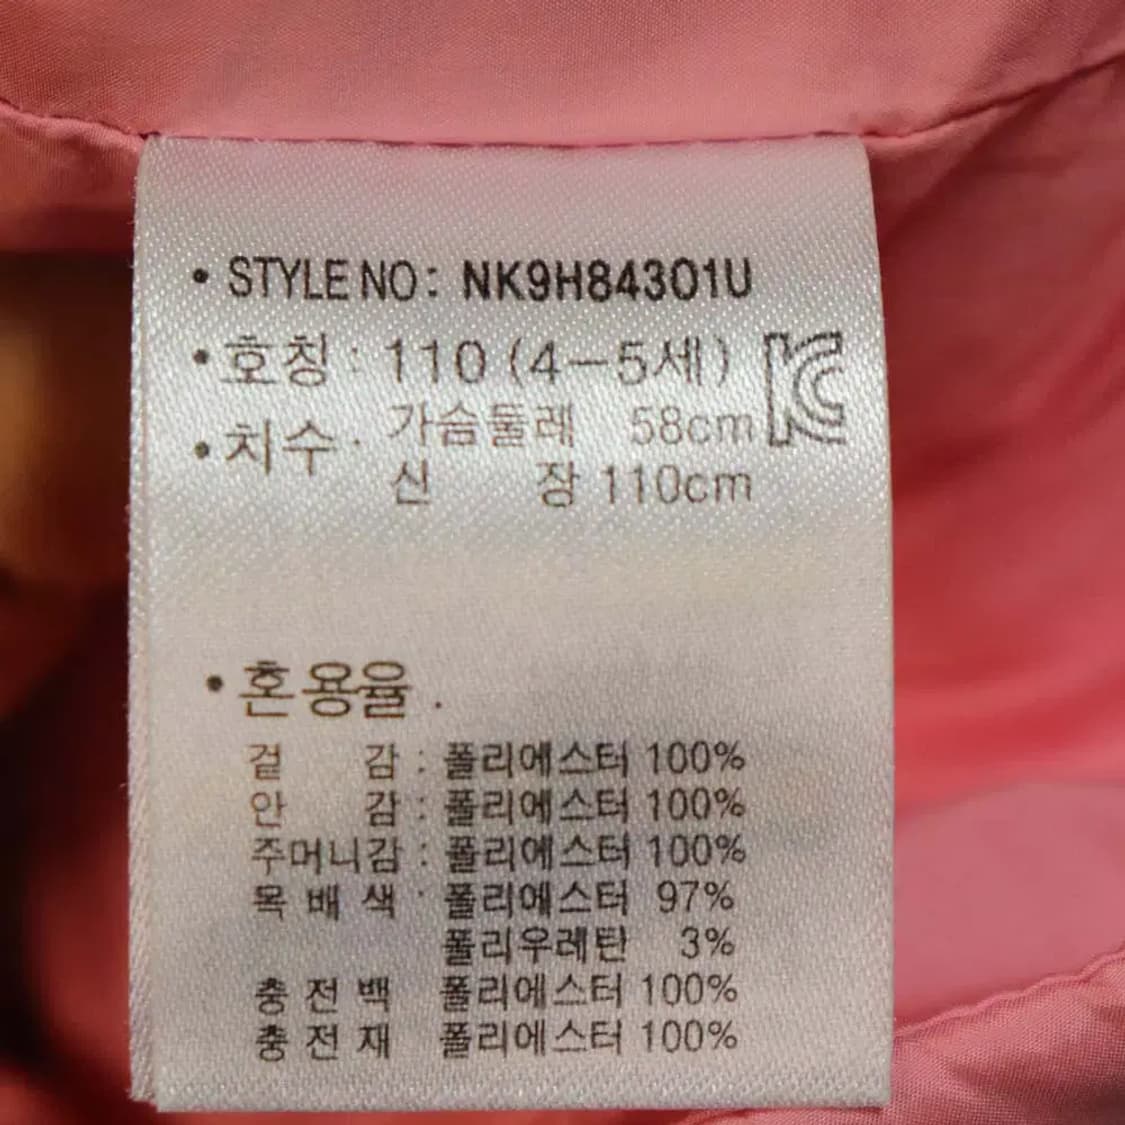 • STYLE NO : NK9H84301U
• 호칭 : 110 (4-5세)
• 치수 : 가슴둘레 58cm
신 장 110cm
KC
• 혼용율 .
겉 감 : 폴리에스터 100%
안 감 : 폴리에스터 100%
주머니감 : 폴리에스터 100%
목 배 색 : 폴리에스터 97%
폴리우레탄 3%
충 전 백 폴리에스터 100%
충 전 재 폴리에스터 100%